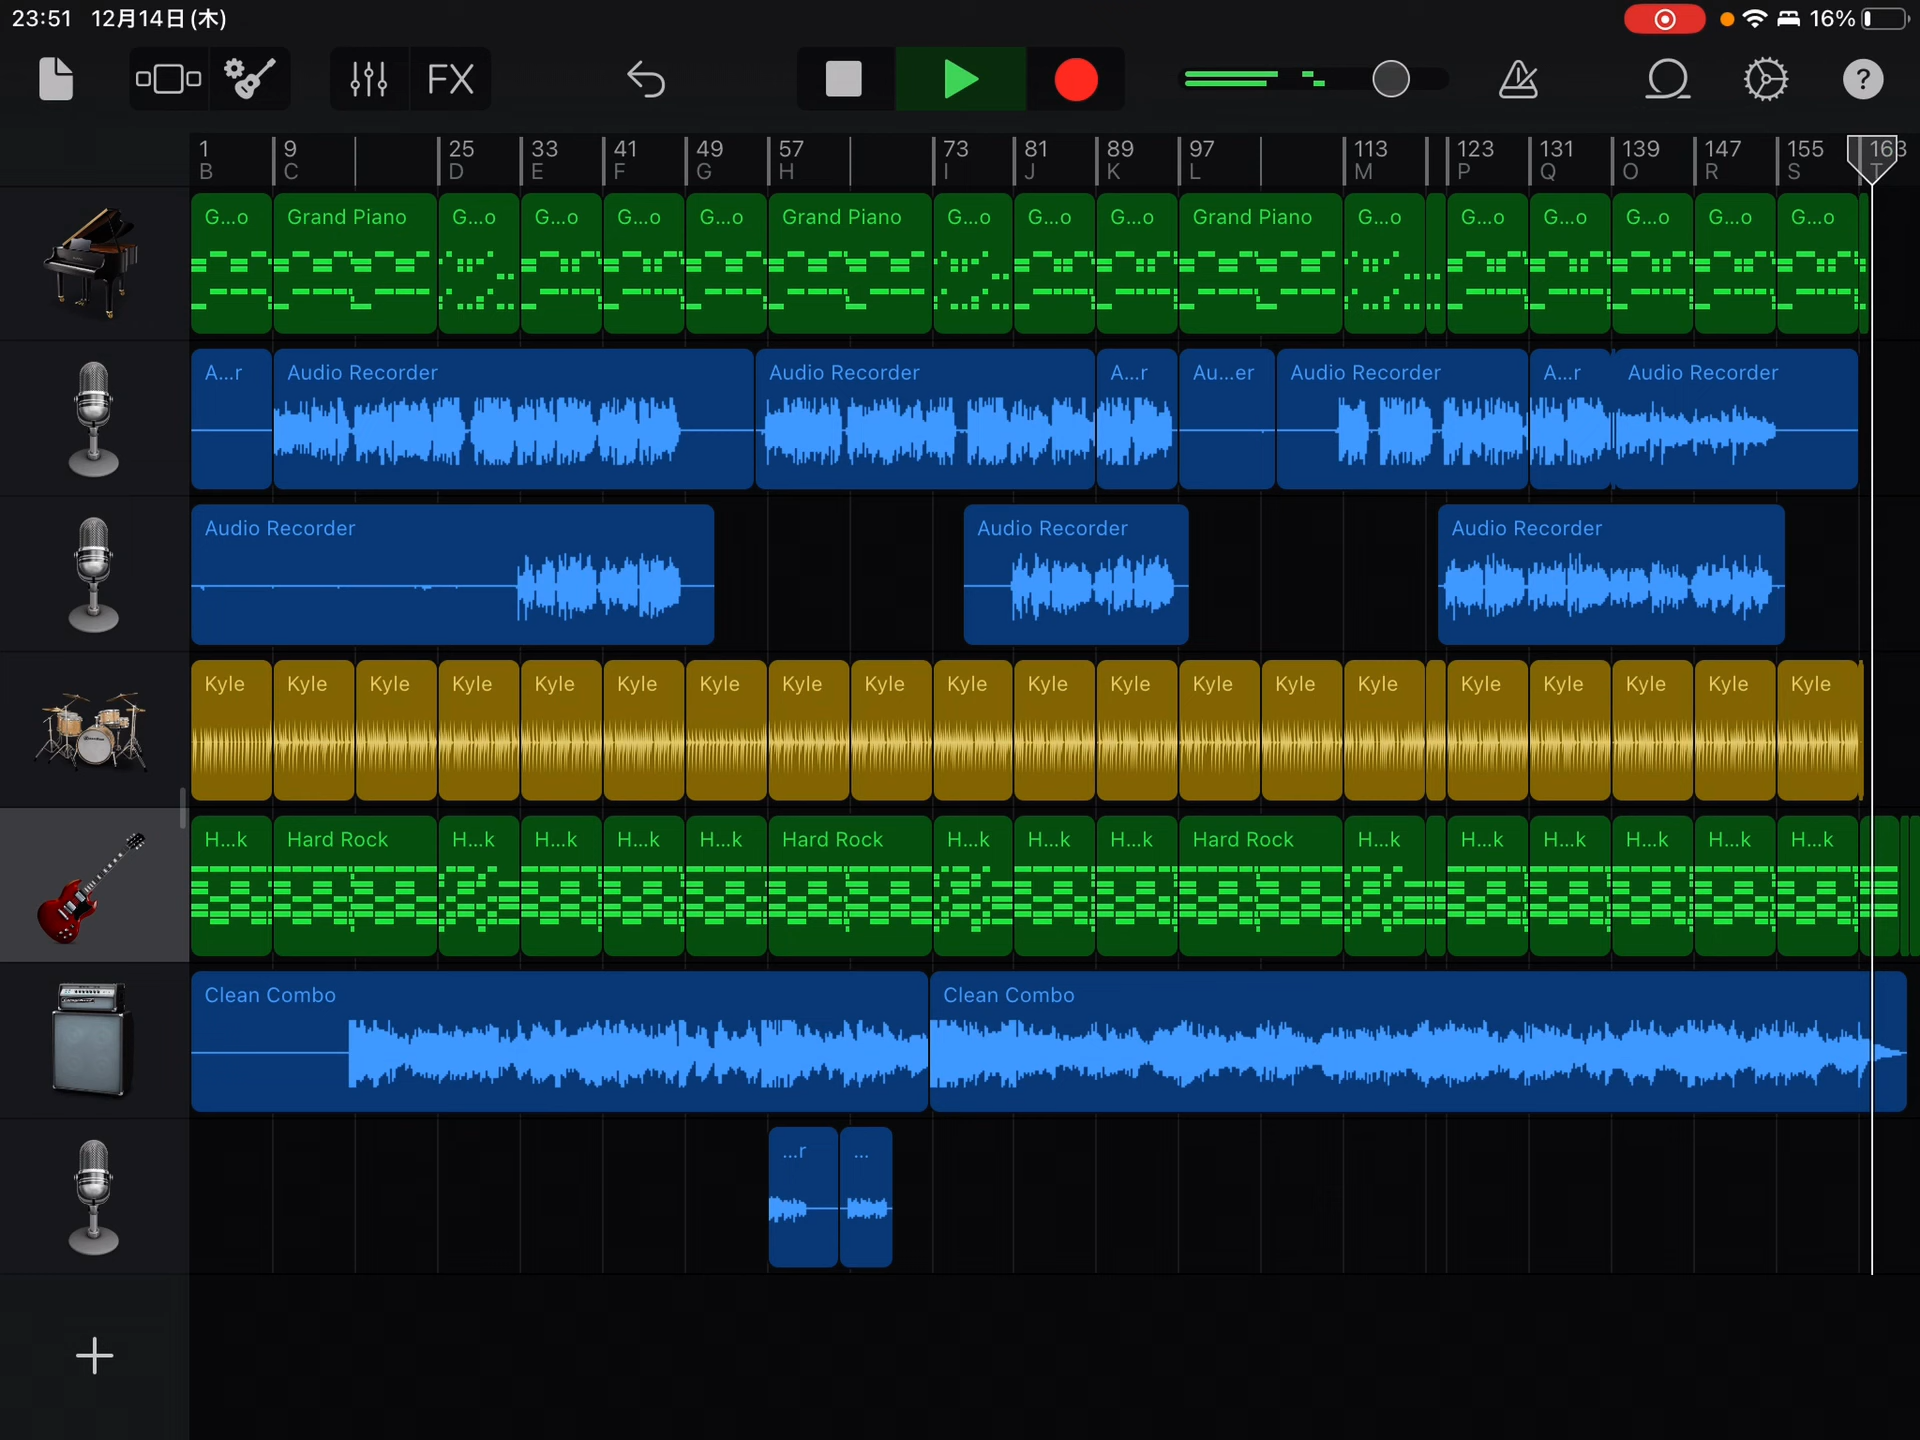 23:51 12月14日(木) 16%
FX ?
1 9 25 33 41 49 57 73 81 89 97 113 123 131 139 147 155 163
B C D E F G H I J K L M P Q O R S T
G...o Grand Piano G...o G...o G...o G...o Grand Piano G...o G...o G...o Grand Piano G...o G...o G...o G...o G...o G...o
A...r Audio Recorder Audio Recorder A...r Au...er Audio Recorder A...r Audio Recorder
Audio Recorder Audio Recorder Audio Recorder
Kyle Kyle Kyle Kyle Kyle Kyle Kyle Kyle Kyle Kyle Kyle Kyle Kyle Kyle Kyle Kyle Kyle Kyle Kyle Kyle
H...k Hard Rock H...k H...k H...k H...k Hard Rock H...k H...k H...k Hard Rock H...k H...k H...k H...k H...k H...k
Clean Combo Clean Combo
...r ...